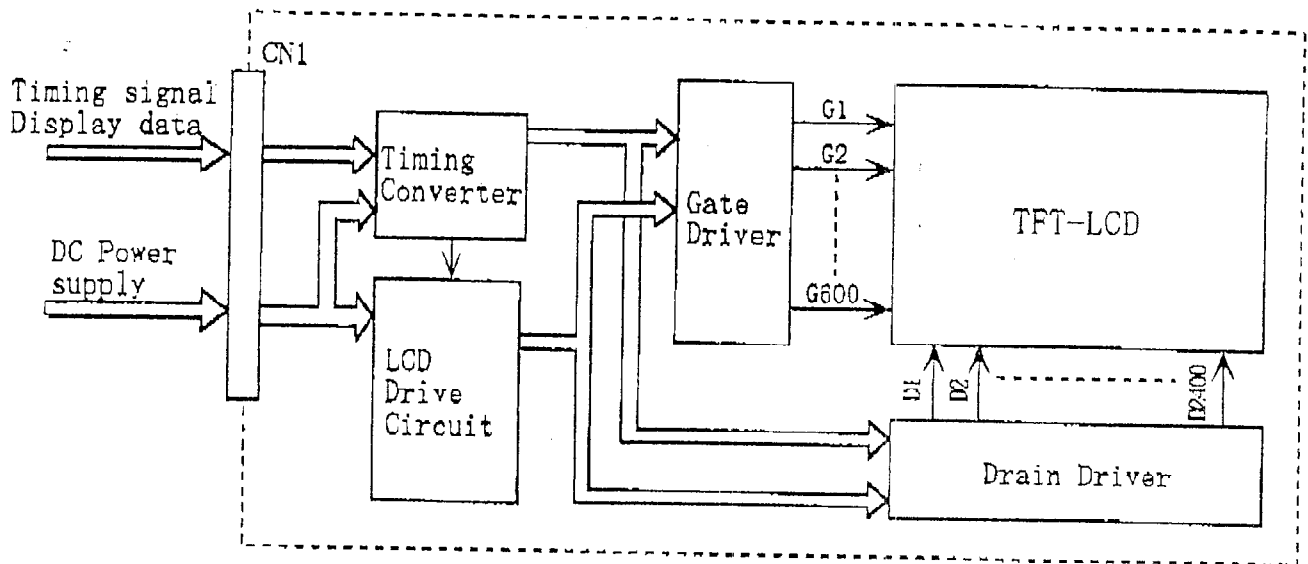 CN1
Timing signal
Display data
DC Power
supply
Timing
Converter
LCD
Drive
Circuit
Gate
Driver
G1
G2
G600
TFT-LCD
D1
D2
D2400
Drain Driver